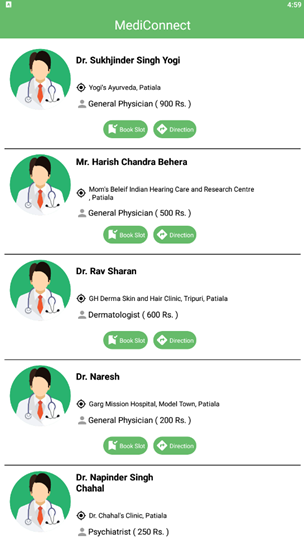 4:59
MediConnect
Dr. Sukhjinder Singh Yogi
Yogi's Ayurveda, Patiala
General Physician ( 900 Rs. )
Book Slot
Direction
Mr. Harish Chandra Behera
Mom's Beleif Indian Hearing Care and Research Centre
, Patiala
General Physician ( 500 Rs. )
Book Slot
Direction
Dr. Rav Sharan
GH Derma Skin and Hair Clinic, Tripuri, Patiala
Dermatologist ( 600 Rs. )
Book Slot
Direction
Dr. Naresh
Garg Mission Hospital, Model Town, Patiala
General Physician ( 200 Rs. )
Book Slot
Direction
Dr. Napinder Singh
Chahal
Dr. Chahal's Clinic, Patiala
Psychiatrist ( 250 Rs. )